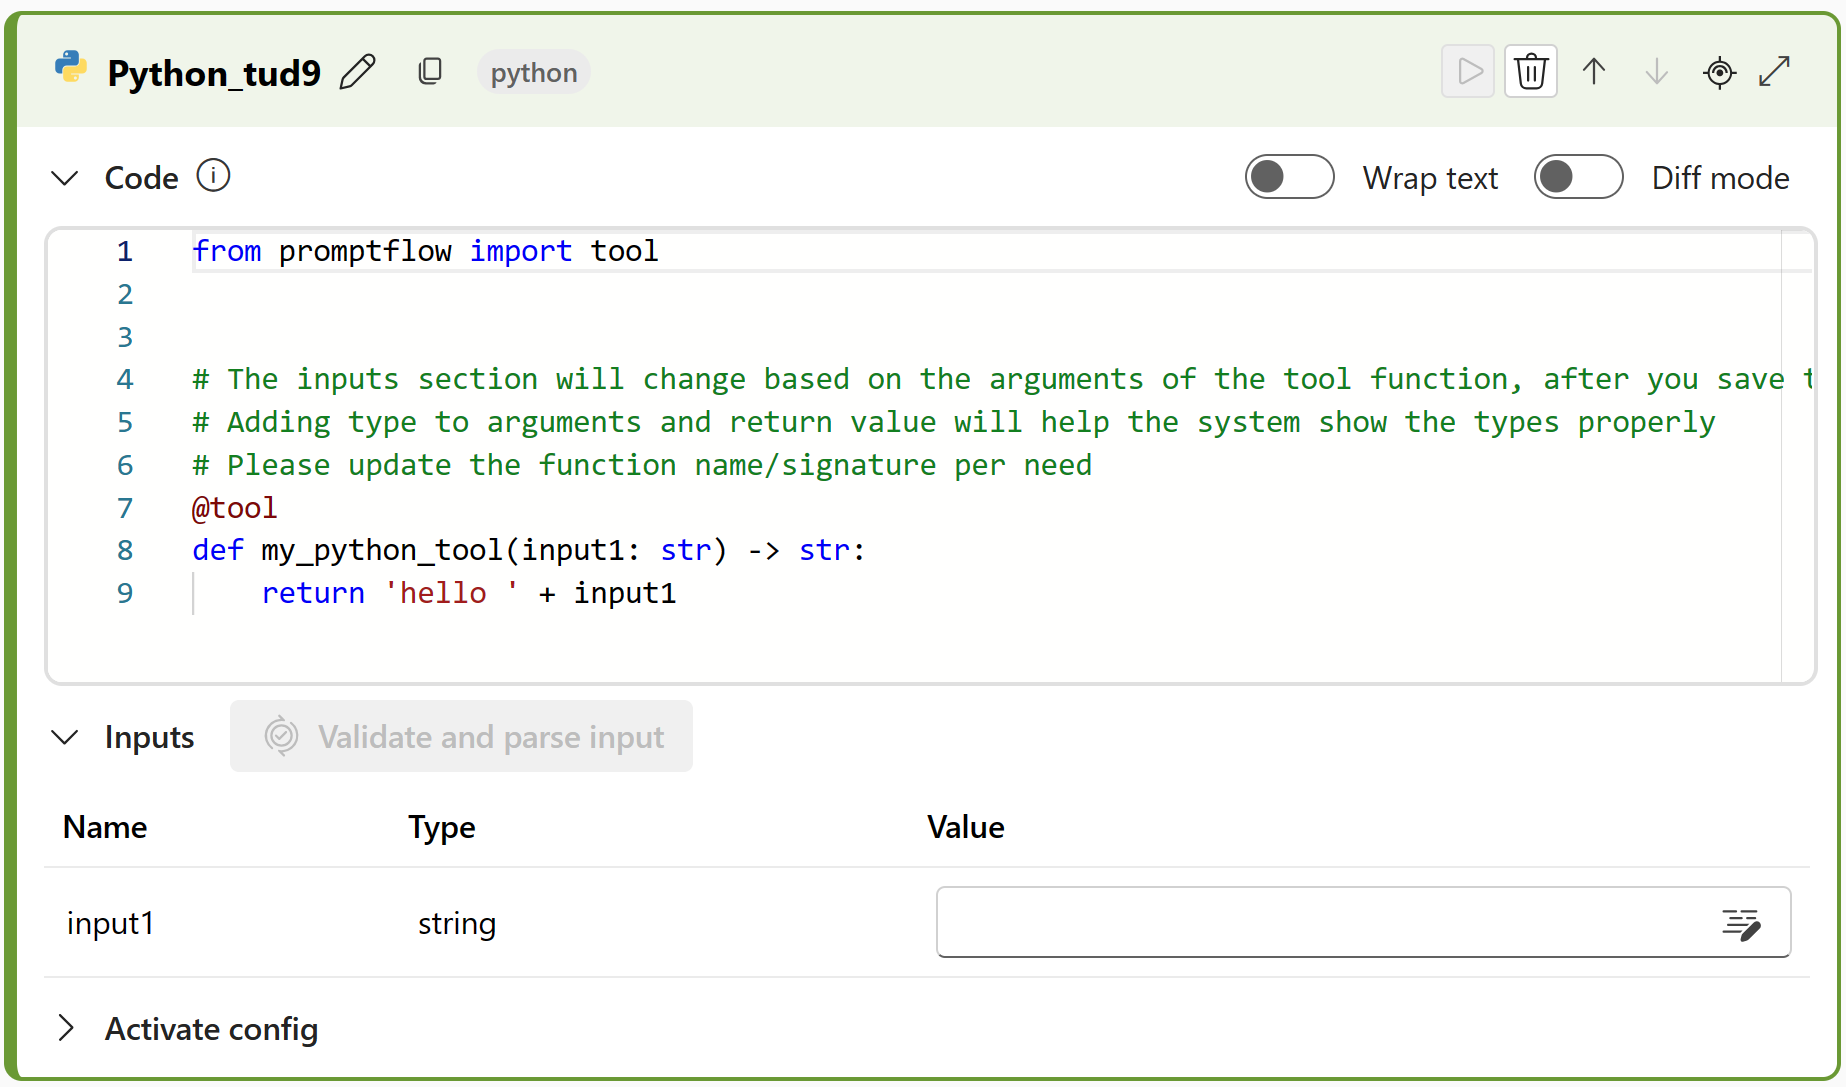 Python_tud9 python
Code Wrap text Diff mode
1 from promptflow import tool
2
3
4 # The inputs section will change based on the arguments of the tool function, after you save
5 # Adding type to arguments and return value will help the system show the types properly
6 # Please update the function name/signature per need
7 @tool
8 def my_python_tool(input1: str) -> str:
9     return 'hello ' + input1
Inputs Validate and parse input
Name Type Value
input1 string
Activate config